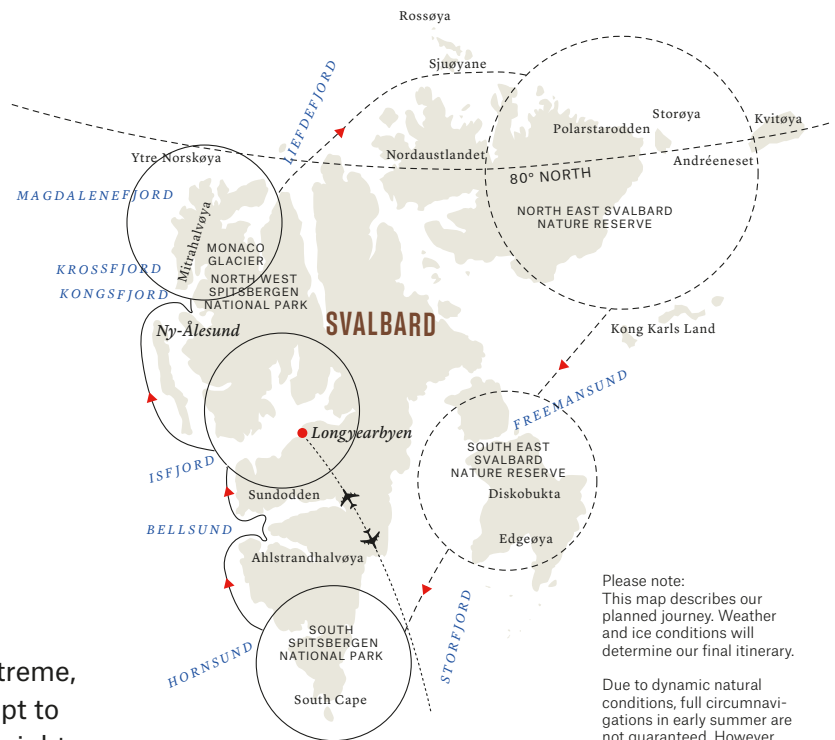 Rossøya
Sjuøyane
LIEFDEFJORD
Storøya
Kvitøya
Polarstarodden
Ytre Norskøya
Nordaustlandet
Andréeneset
80° NORTH
MAGDALENEFJORD
NORTH EAST SVALBARD
NATURE RESERVE
Mitrahalvøya
MONACO
GLACIER
KROSSFJORD
NORTH WEST
SPITSBERGEN
NATIONAL PARK
KONGSFJORD
Ny-Ålesund
SVALBARD
Kong Karls Land
FREEMANSUND
Longyearbyen
SOUTH EAST
SVALBARD
NATURE RESERVE
ISFJORD
Sundodden
Diskobukta
BELLSUND
Edgeøya
Ahlstrandhalvøya
STORFJORD
HORNSUND
SOUTH
SPITSBERGEN
NATIONAL PARK
South Cape
Please note:
This map describes our
planned journey. Weather
and ice conditions will
determine our final itinerary.
Due to dynamic natural
conditions, full circumnavi-
gations in early summer are
not guaranteed. However
treme,
pt to